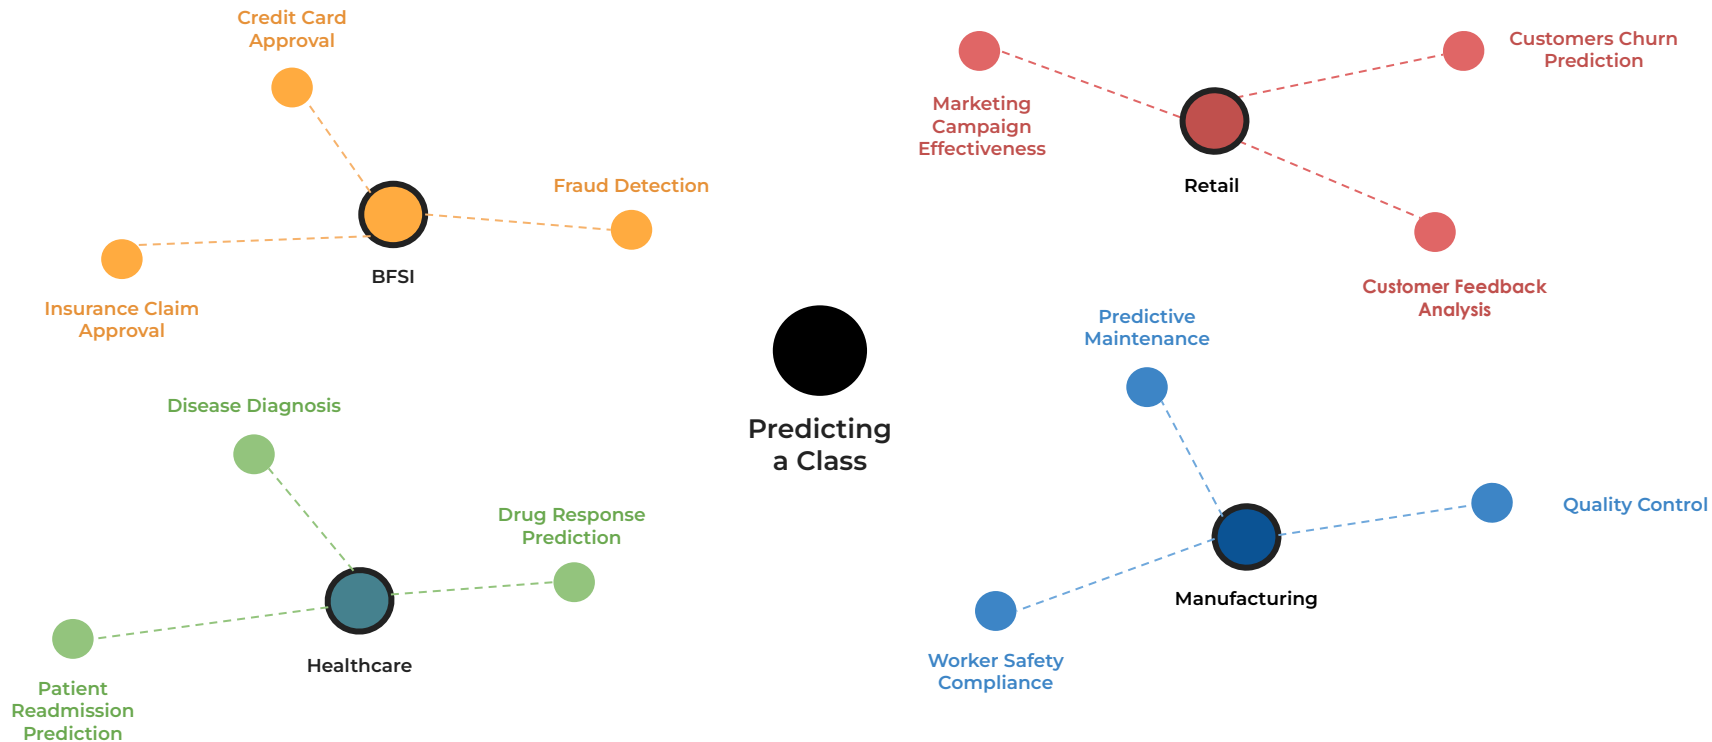 Credit Card
Approval
Fraud Detection
BFSI
Insurance Claim
Approval
Customers Churn
Prediction
Marketing
Campaign
Effectiveness
Retail
Customer Feedback
Analysis
Predicting
a Class
Disease Diagnosis
Drug Response
Prediction
Healthcare
Patient
Readmission
Prediction
Predictive
Maintenance
Quality Control
Manufacturing
Worker Safety
Compliance